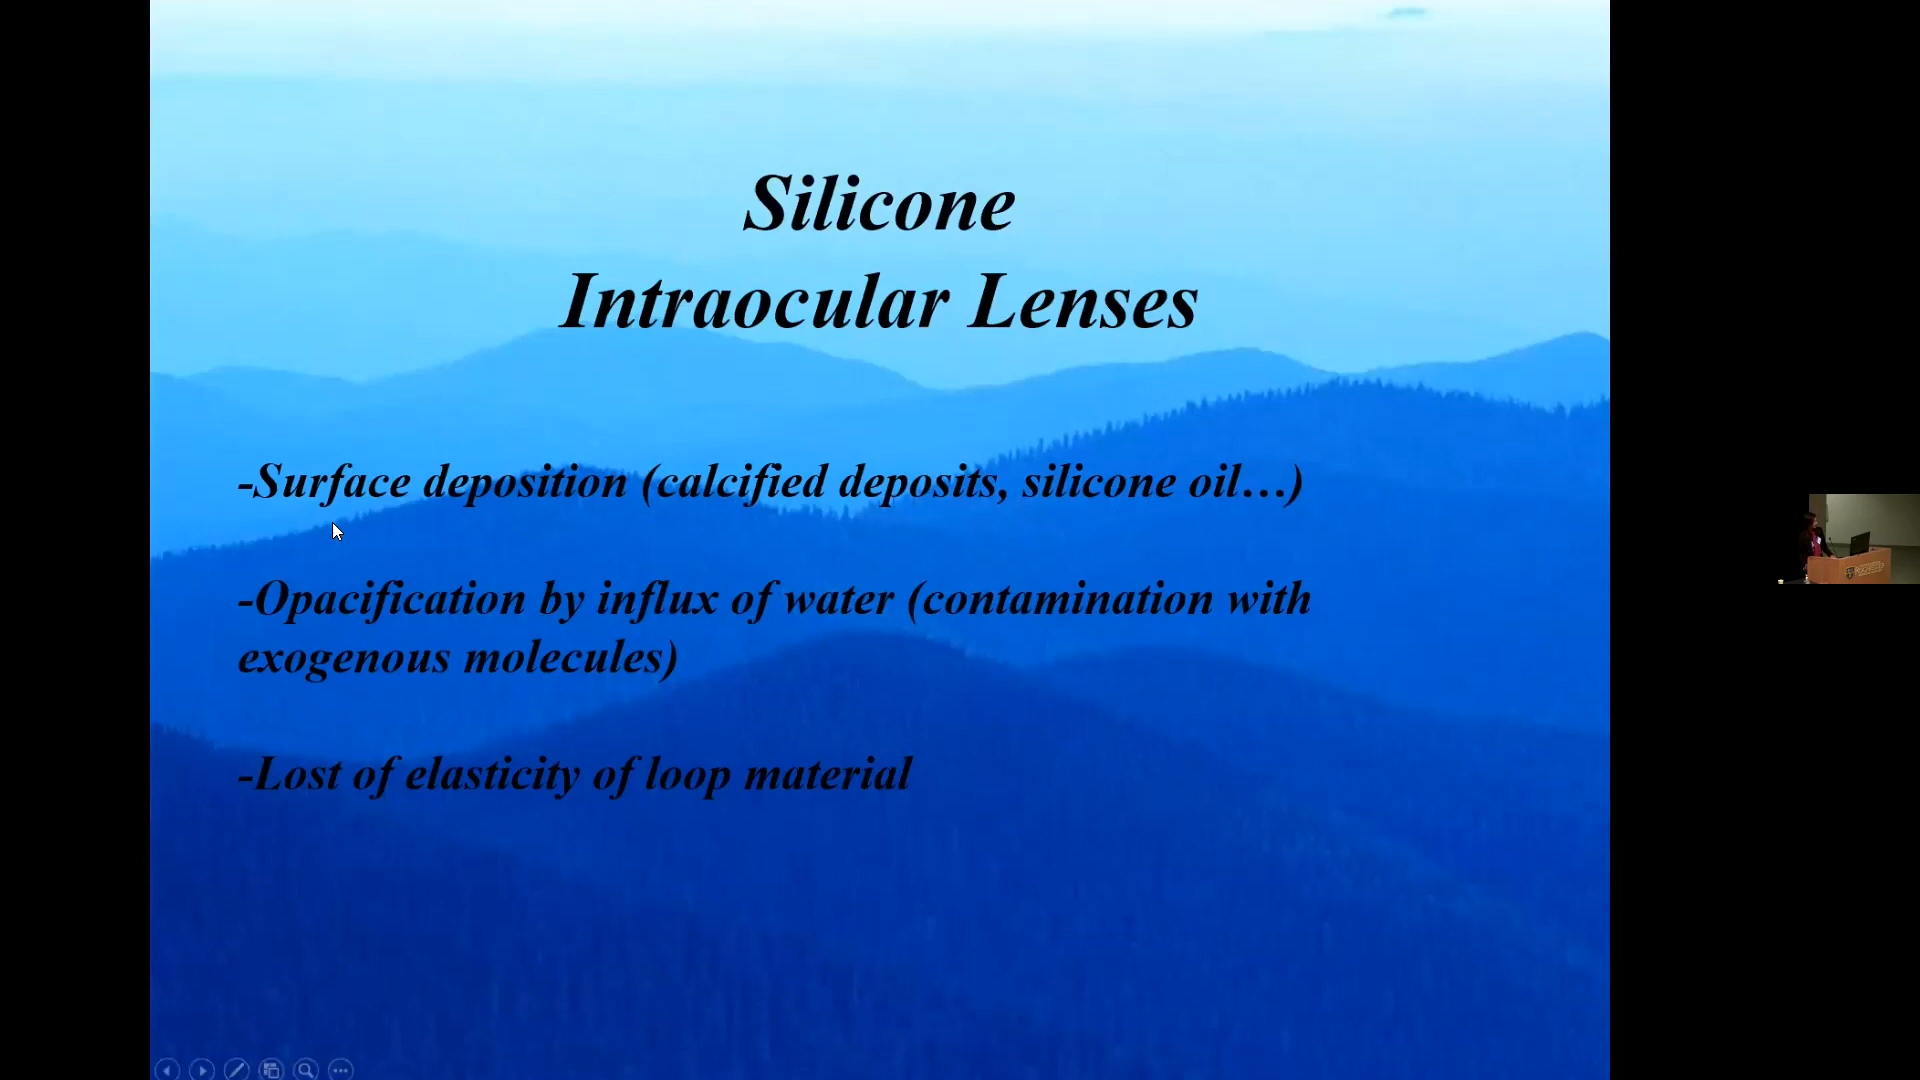 Silicone
Intraocular Lenses
-Surface deposition (calcified deposits, silicone oil…)
-Opacification by influx of water (contamination with
exogenous molecules)
-Lost of elasticity of loop material